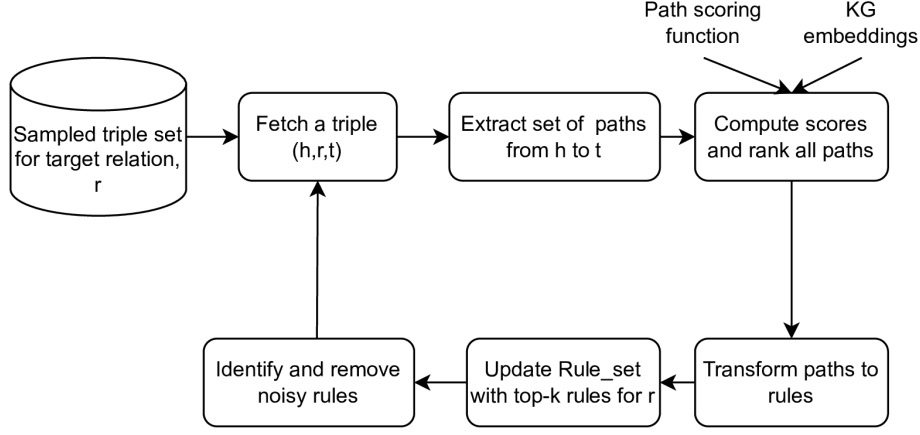 Path scoring
function
KG
embeddings
Sampled triple set
for target relation,
r
Fetch a triple
(h,r,t)
Extract set of paths
from h to t
Compute scores
and rank all paths
Identify and remove
noisy rules
Update Rule_set
with top-k rules for r
Transform paths to
rules